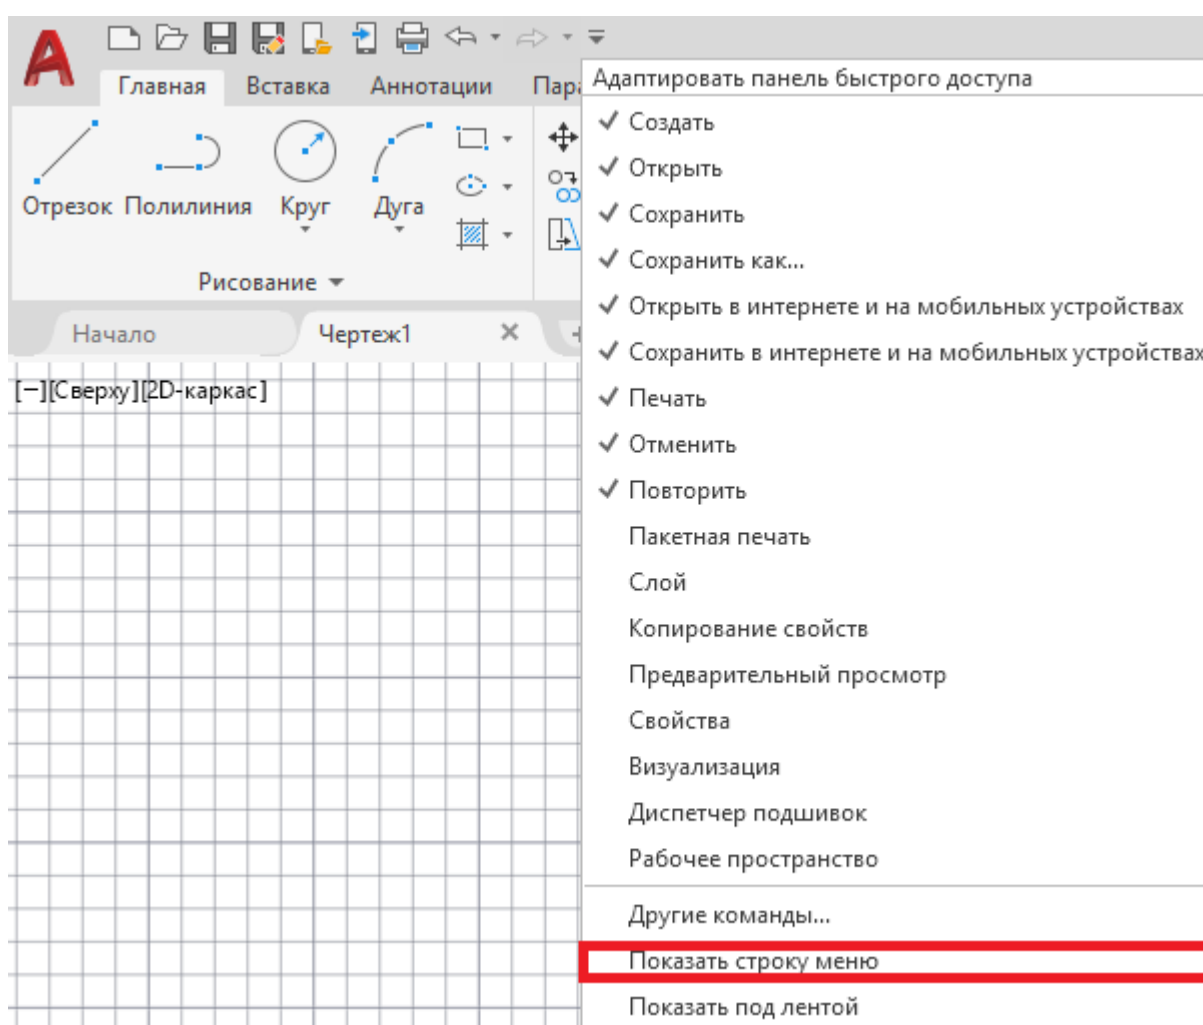 Адаптировать панель быстрого доступа
Главная Вставка Аннотации
Создать
Открыть
Отрезок Полилиния Круг Дуга
Сохранить
Сохранить как...
Рисование
Открыть в интернете и на мобильных устройствах
Начало Чертеж1
Сохранить в интернете и на мобильных устройствах
[−][Сверху][2D-каркас]
Печать
Отменить
Повторить
Пакетная печать
Слой
Копирование свойств
Предварительный просмотр
Свойства
Визуализация
Диспетчер подшивок
Рабочее пространство
Другие команды...
Показать строку меню
Показать под лентой